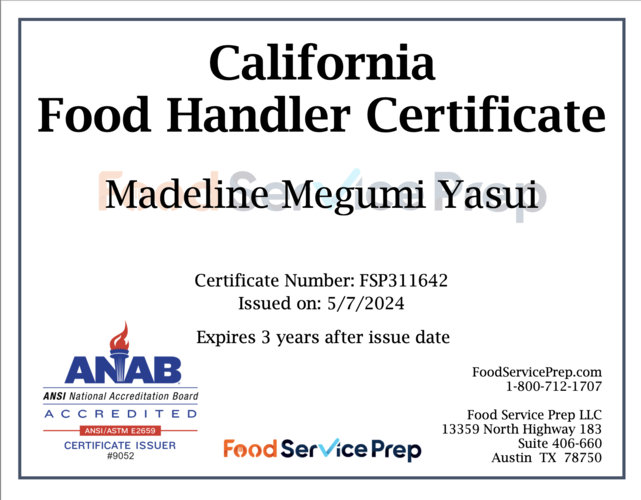 California
Food Handler Certificate
FoodServicePrep
Madeline Megumi Yasui
Certificate Number: FSP311642
Issued on: 5/7/2024
Expires 3 years after issue date
ANAB
ANSI National Accreditation Board
ACCREDITED
ANSI/ASTM E2659
CERTIFICATE ISSUER
#9052
FoodServicePrep
FoodServicePrep.com
1-800-712-1707
Food Service Prep LLC
13359 North Highway 183
Suite 406-660
Austin TX 78750